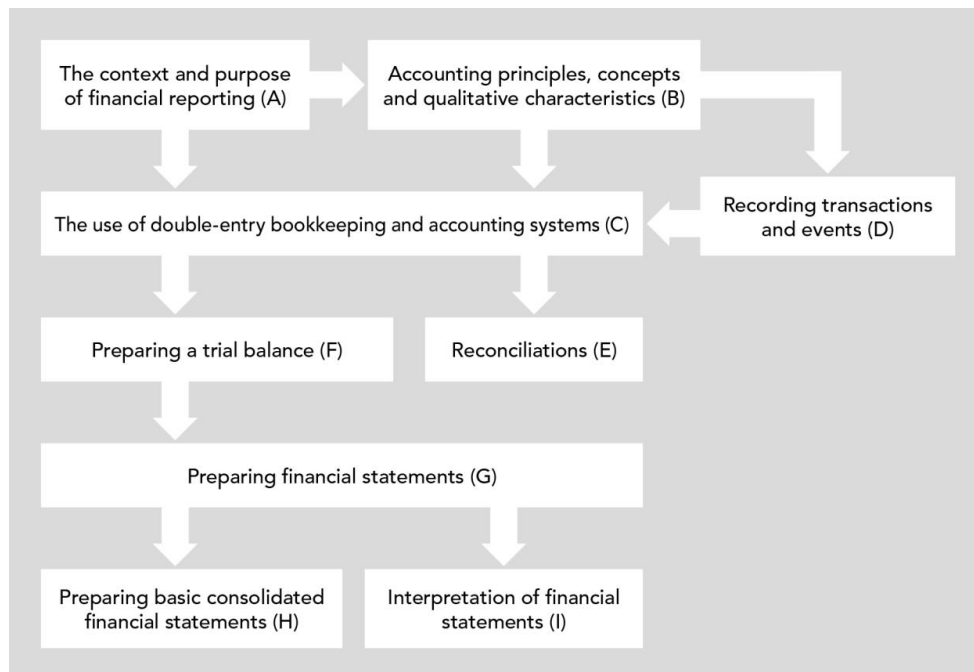 The context and purpose
of financial reporting (A)
Accounting principles, concepts
and qualitative characteristics (B)
The use of double-entry bookkeeping and accounting systems (C)
Recording transactions
and events (D)
Preparing a trial balance (F)
Reconciliations (E)
Preparing financial statements (G)
Preparing basic consolidated
financial statements (H)
Interpretation of financial
statements (I)